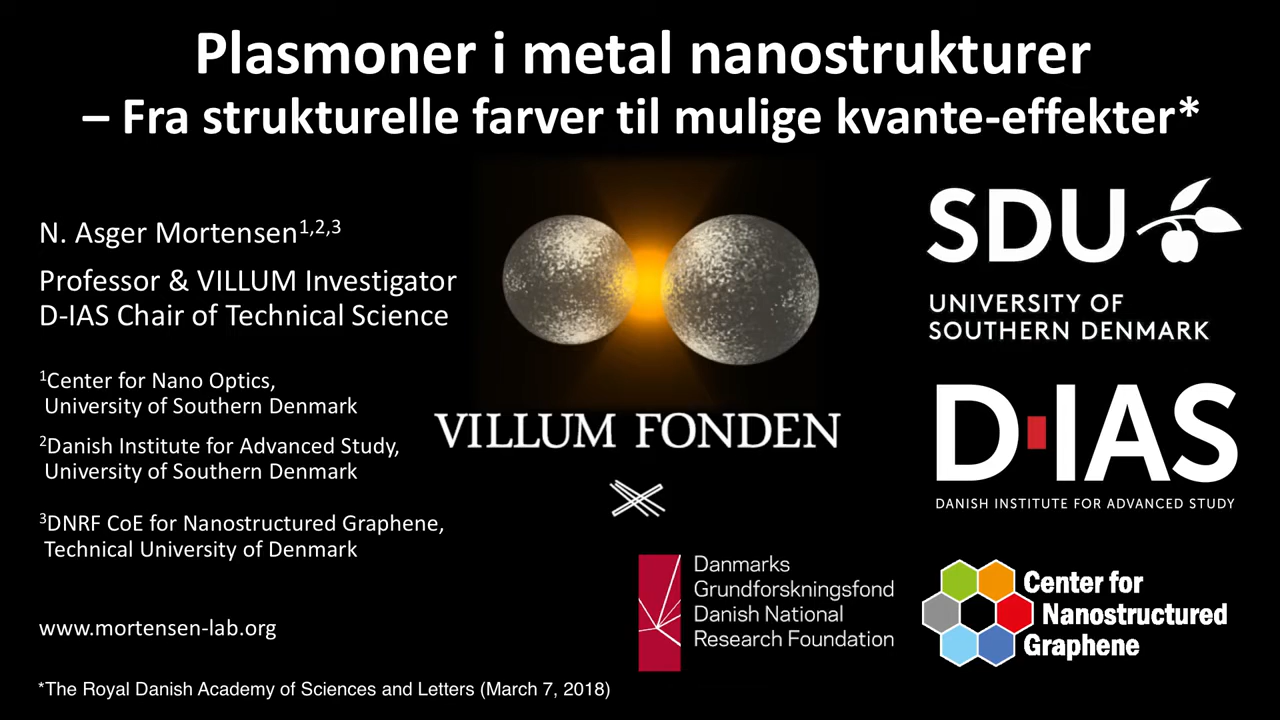 Plasmoner i metal nanostrukturer
– Fra strukturelle farver til mulige kvante-effekter*
N. Asger Mortensen1,2,3
Professor & VILLUM Investigator
D-IAS Chair of Technical Science
1Center for Nano Optics,
University of Southern Denmark
2Danish Institute for Advanced Study,
University of Southern Denmark
3DNRF CoE for Nanostructured Graphene,
Technical University of Denmark
www.mortensen-lab.org
*The Royal Danish Academy of Sciences and Letters (March 7, 2018)
VILLUM FONDEN
SDU
UNIVERSITY OF
SOUTHERN DENMARK
D-IAS
DANISH INSTITUTE FOR ADVANCED STUDY
Danmarks
Grundforskningsfond
Danish National
Research Foundation
Center for
Nanostructured
Graphene